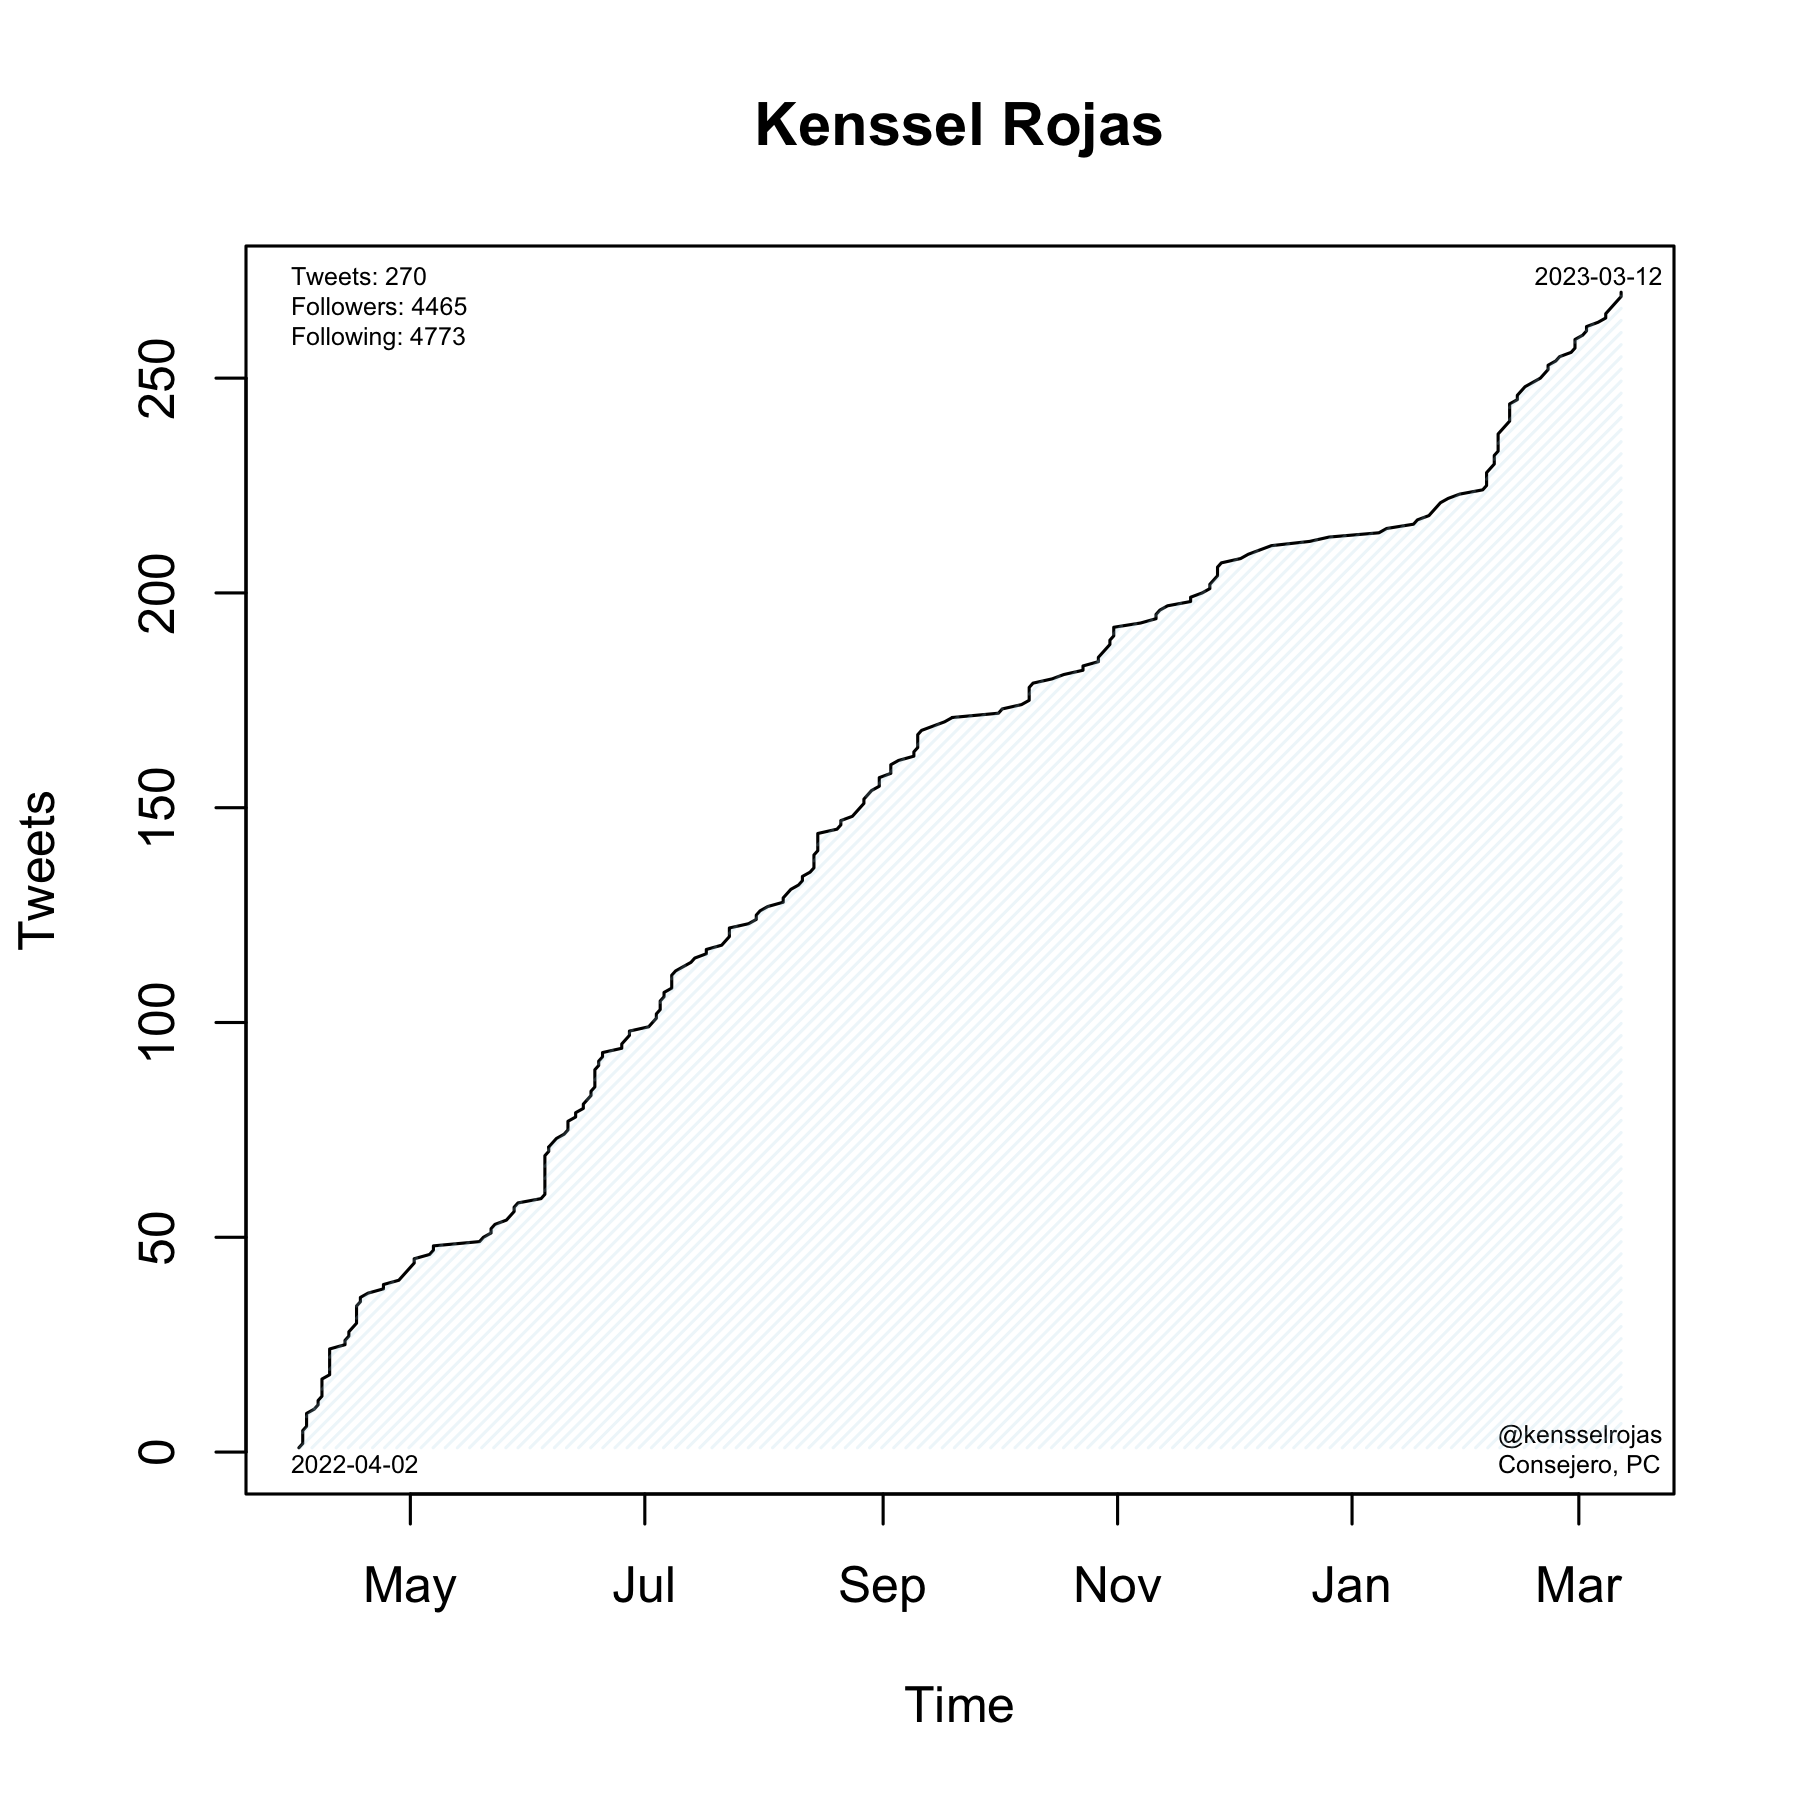 Kenssel Rojas
Tweets: 270
Followers: 4465
Following: 4773
2023-03-12
250
200
150
100
50
0
Tweets
2022-04-02
@kensselrojas
Consejero, PC
May Jul Sep Nov Jan Mar
Time